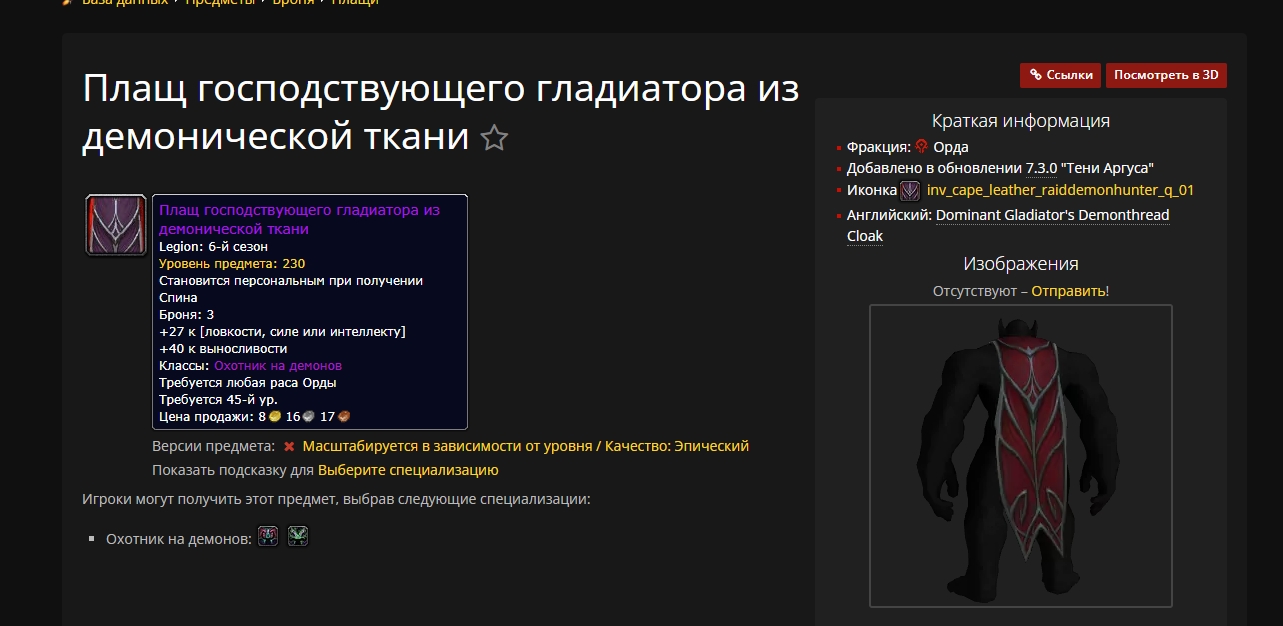 База данных › Предметы › Броня › Плащи
Плащ господствующего гладиатора из
демонической ткани
Плащ господствующего гладиатора из
демонической ткани
Legion: 6-й сезон
Уровень предмета: 230
Становится персональным при получении
Спина
Броня: 3
+27 к [ловкости, силе или интеллекту]
+40 к выносливости
Классы: Охотник на демонов
Требуется любая раса Орды
Требуется 45-й ур.
Цена продажи: 8 16 17
Версии предмета: Масштабируется в зависимости от уровня / Качество: Эпический
Показать подсказку для Выберите специализацию
Игроки могут получить этот предмет, выбрав следующие специализации:
Охотник на демонов:
Ссылки
Посмотреть в 3D
Краткая информация
Фракция: Орда
Добавлено в обновлении 7.3.0 "Тени Аргуса"
Иконка inv_cape_leather_raiddemonhunter_q_01
Английский: Dominant Gladiator's Demonthread
Cloak
Изображения
Отсутствуют – Отправить!